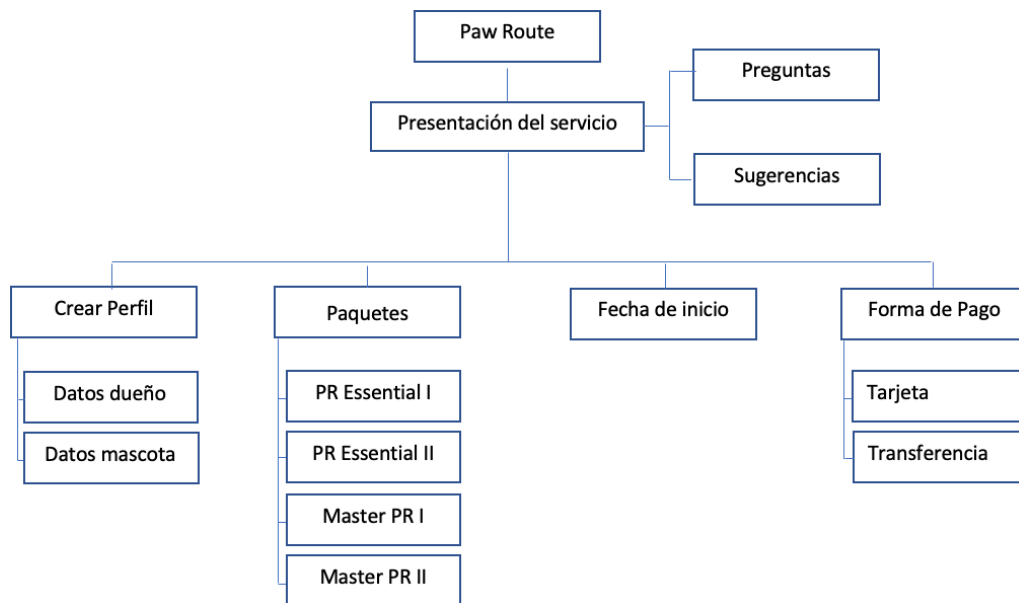 Paw Route
Preguntas
Presentación del servicio
Sugerencias
Crear Perfil
Paquetes
Fecha de inicio
Forma de Pago
Datos dueño
Datos mascota
PR Essential I
PR Essential II
Master PR I
Master PR II
Tarjeta
Transferencia